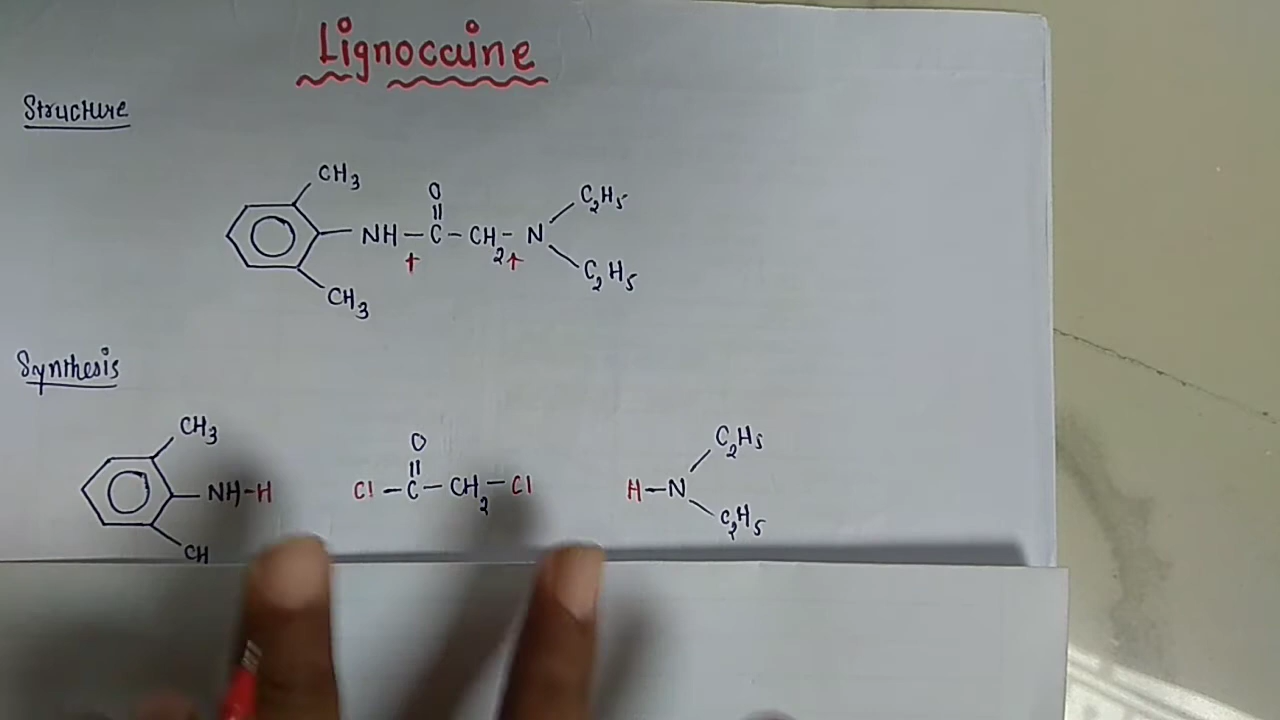 Lignocaine
Structure
CH3
O
C2H5
NH - C - CH2 - N
C2H5
CH3
Synthesis
CH3
O
C2H5
NH-H Cl - C - CH2 - Cl H - N
C2H5
CH